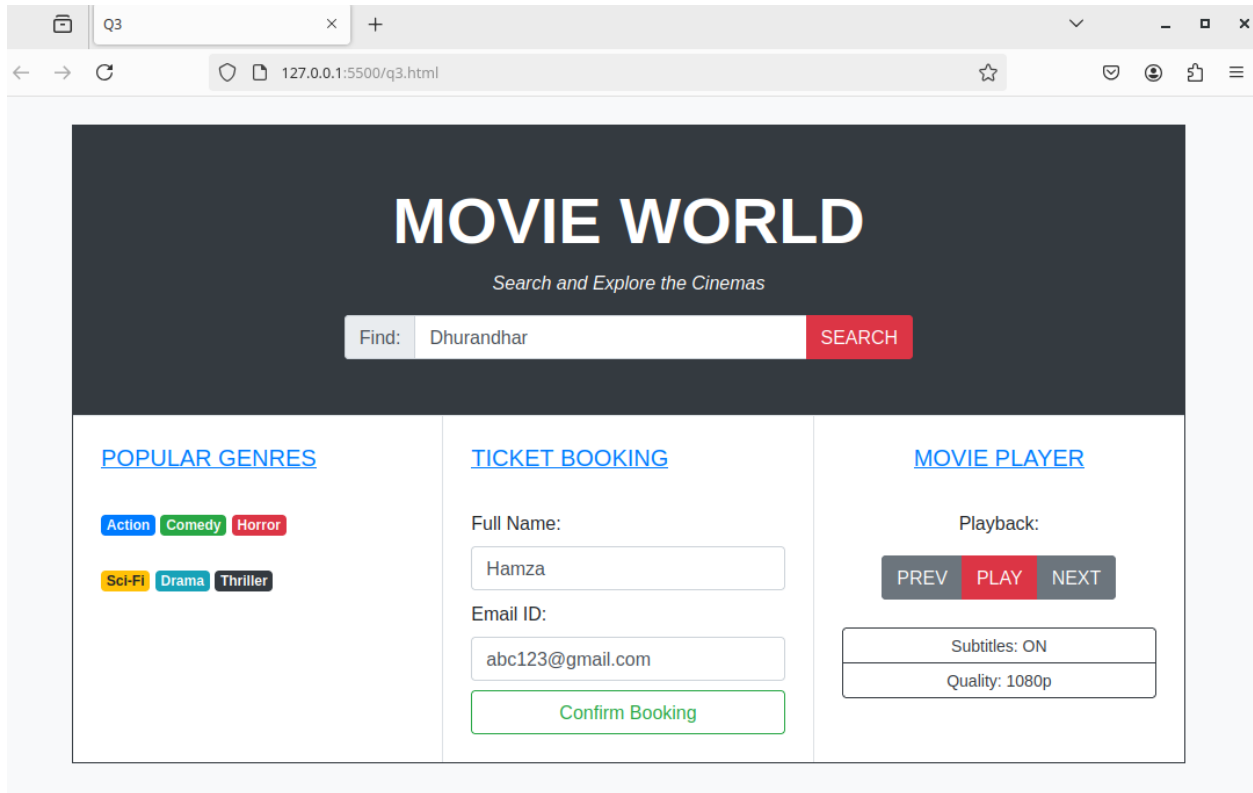 Q3
127.0.0.1:5500/q3.html
MOVIE WORLD
Search and Explore the Cinemas
Find: Dhurandhar SEARCH
POPULAR GENRES
Action Comedy Horror
Sci-Fi Drama Thriller
TICKET BOOKING
Full Name:
Hamza
Email ID:
abc123@gmail.com
Confirm Booking
MOVIE PLAYER
Playback:
PREV PLAY NEXT
Subtitles: ON
Quality: 1080p